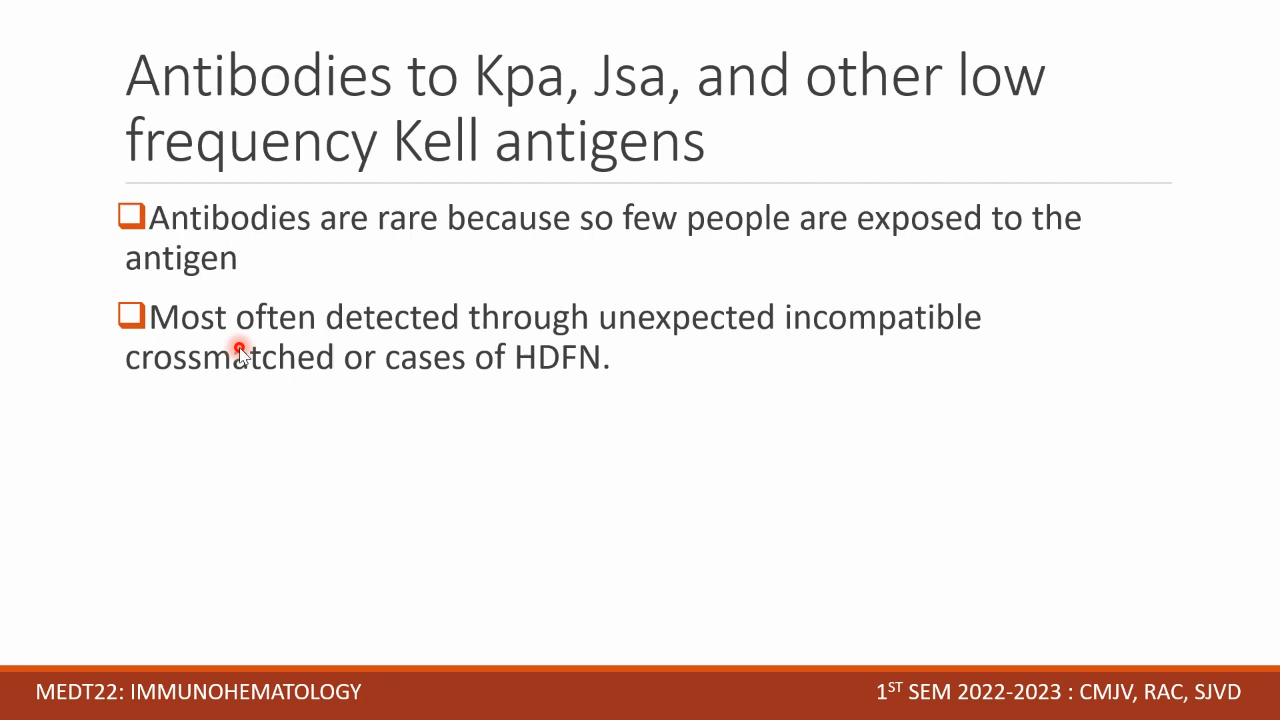 Antibodies to Kpa, Jsa, and other low
frequency Kell antigens
Antibodies are rare because so few people are exposed to the
antigen
Most often detected through unexpected incompatible
crossmatched or cases of HDFN.
MEDT22: IMMUNOHEMATOLOGY
1ST SEM 2022-2023 : CMJV, RAC, SJVD